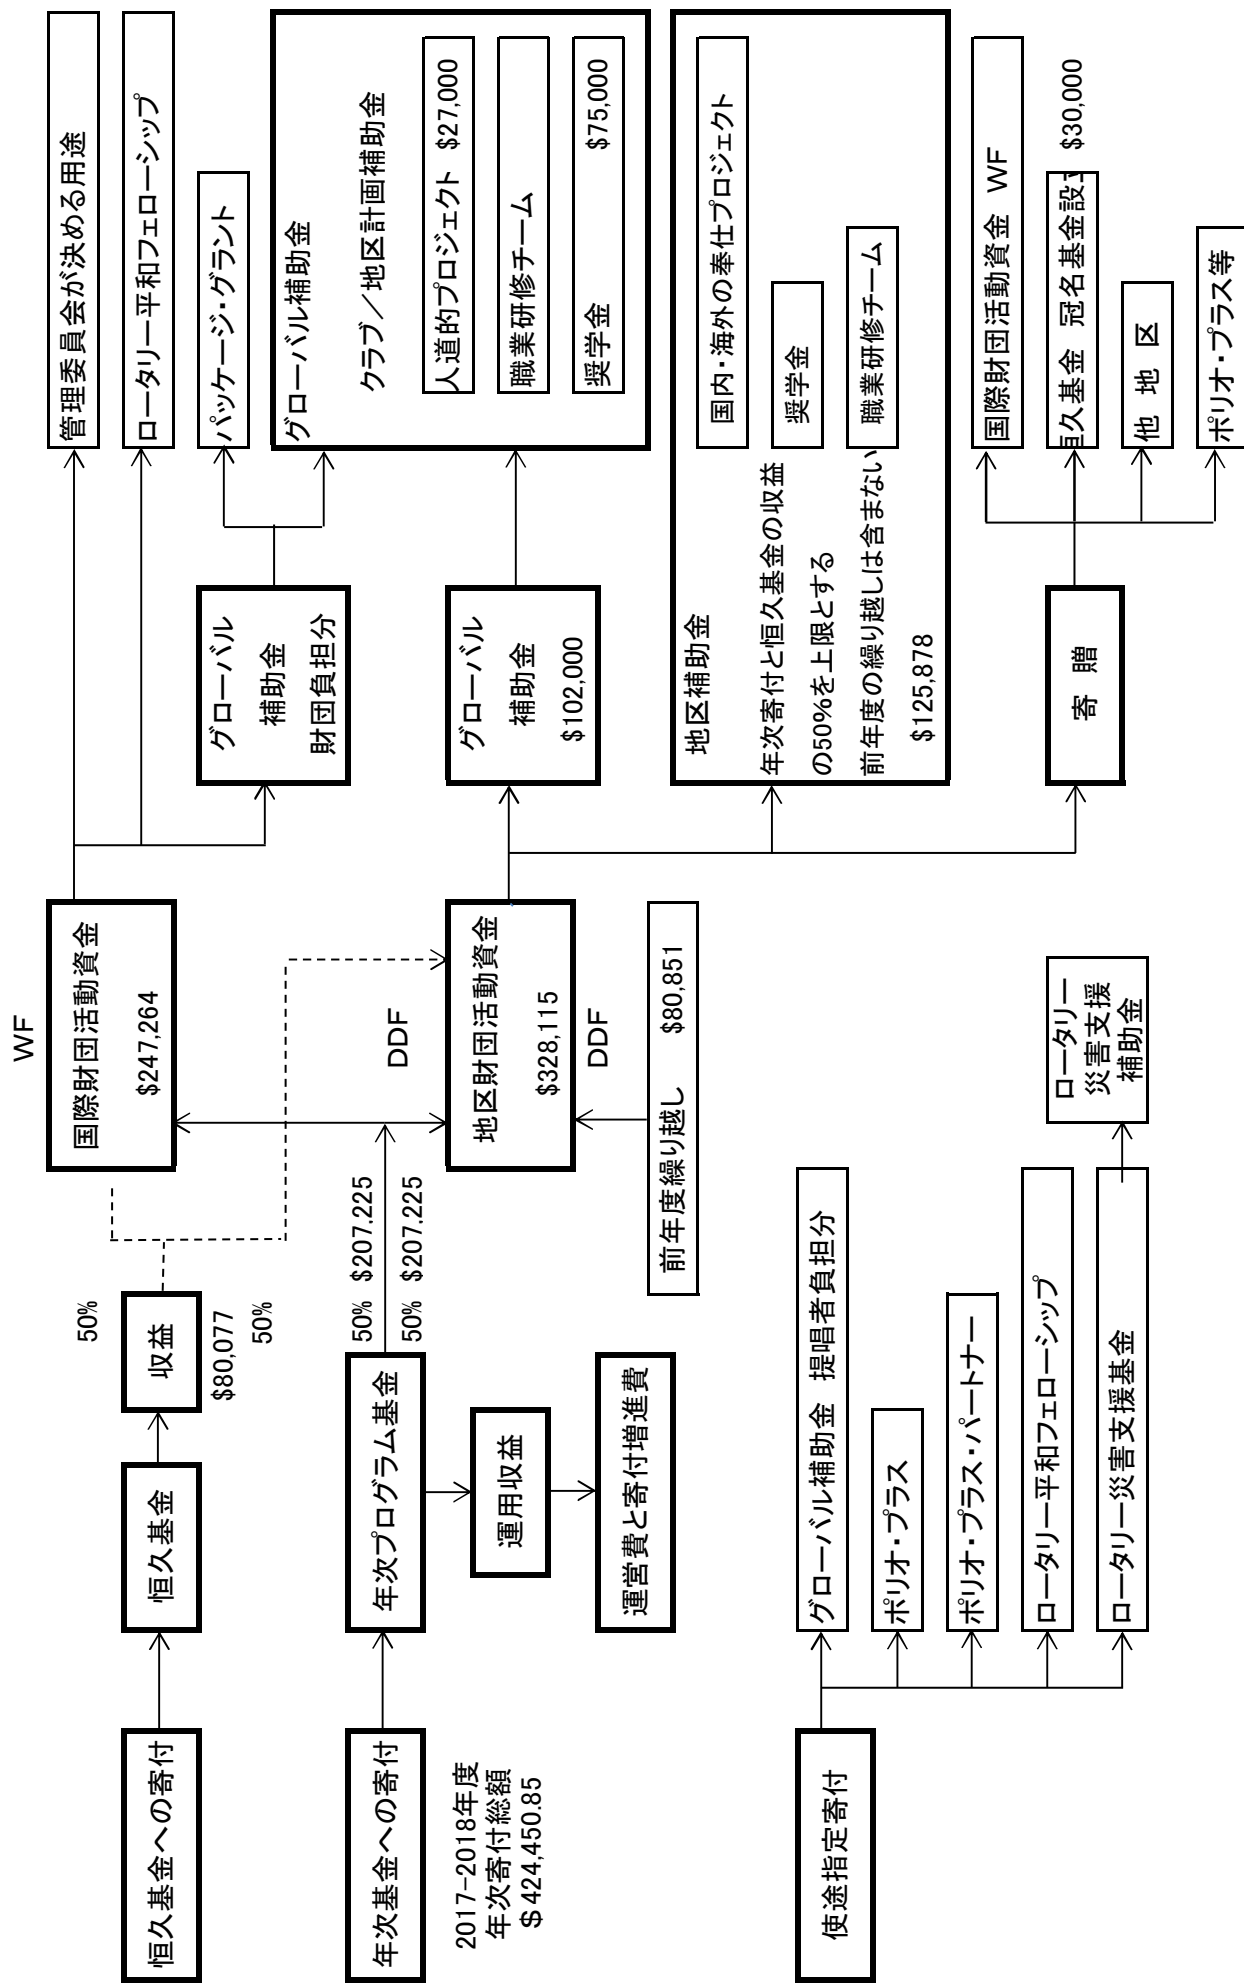 恒久基金への寄付
恒久基金
収益
$80,077
50%
50%
WF
国際財団活動資金
$247,264
管理委員会が決める用途
ロータリー平和フェローシップ
グローバル
補助金
財団負担分
パッケージ・グラント
グローバル補助金
クラブ／地区計画補助金
人道的プロジェクト $27,000
職業研修チーム
奨学金
$75,000
年次基金への寄付
2017-2018年度
年次寄付総額
$424,450.85
年次プログラム基金
50% $207.225
50% $207.225
運用収益
運営費と寄付増進費
DDF
地区財団活動資金
$328,115
DDF
前年度繰り越し $80,851
グローバル
補助金
$102,000
地区補助金
年次寄付と恒久基金の収益
の50%を上限とする
前年度の繰り越しは含まない
$125,878
国内・海外の奉仕プロジェクト
奨学金
職業研修チーム
寄 贈
国際財団活動資金 WF
恒久基金 冠名基金設立
$30,000
他 地 区
ポリオ・プラス等
使途指定寄付
グローバル補助金 提唱者負担分
ポリオ・プラス
ポリオ・プラス・パートナー
ロータリー平和フェローシップ
ロータリー災害支援基金
ロータリー
災害支援
補助金